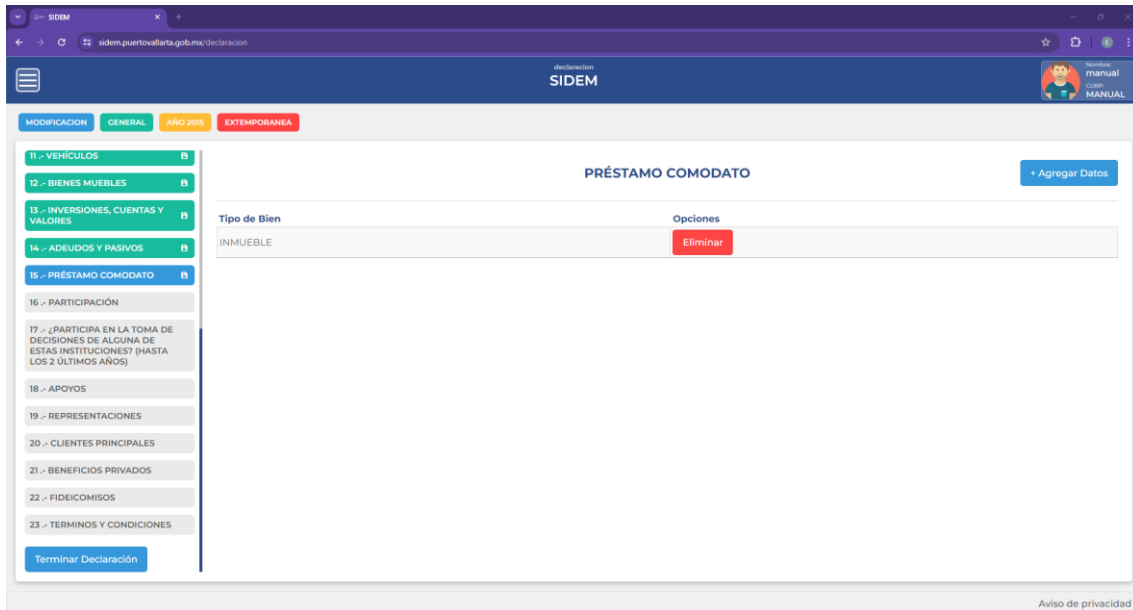 SIDEM
sidem.puertovallarta.gob.mx/declaracion
declaracion
SIDEM
Nombre:
manual
CURP:
MANUAL
MODIFICACION GENERAL AÑO 2015 EXTEMPORANEA
11 .- VEHÍCULOS
12 .- BIENES MUEBLES
13 .- INVERSIONES, CUENTAS Y
VALORES
14 .- ADEUDOS Y PASIVOS
15 .- PRÉSTAMO COMODATO
16 .- PARTICIPACIÓN
17 .- ¿PARTICIPA EN LA TOMA DE
DECISIONES DE ALGUNA DE
ESTAS INSTITUCIONES? (HASTA
LOS 2 ÚLTIMOS AÑOS)
18 .- APOYOS
19 .- REPRESENTACIONES
20 .- CLIENTES PRINCIPALES
21 .- BENEFICIOS PRIVADOS
22 .- FIDEICOMISOS
23 .- TERMINOS Y CONDICIONES
Terminar Declaración
PRÉSTAMO COMODATO
+ Agregar Datos
Tipo de Bien Opciones
INMUEBLE Eliminar
Aviso de privacidad